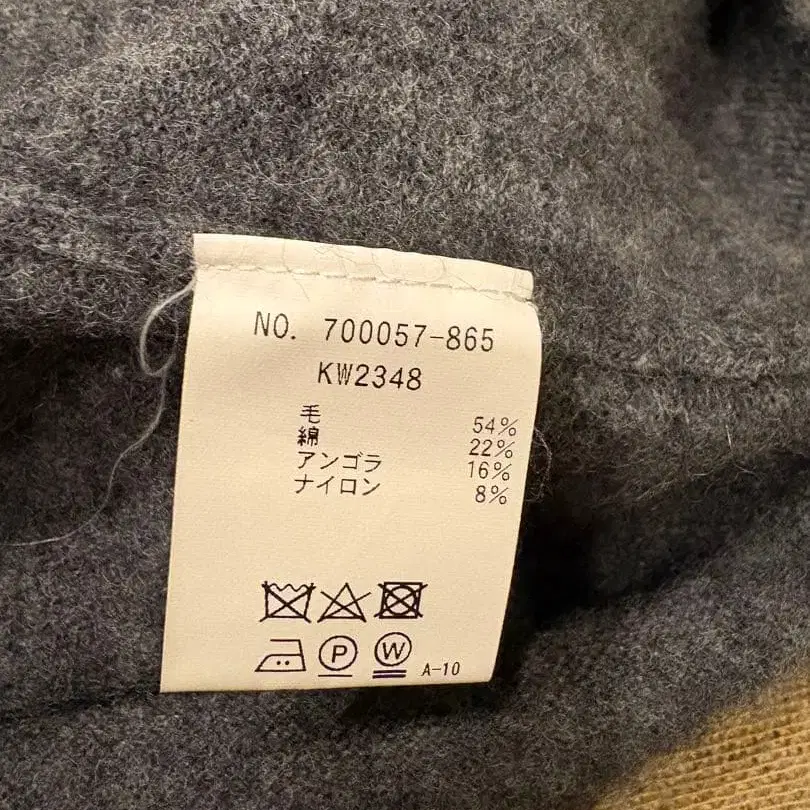 NO. 700057-865
KW2348
毛 54%
綿 22%
アンゴラ 16%
ナイロン 8%
P W A-10